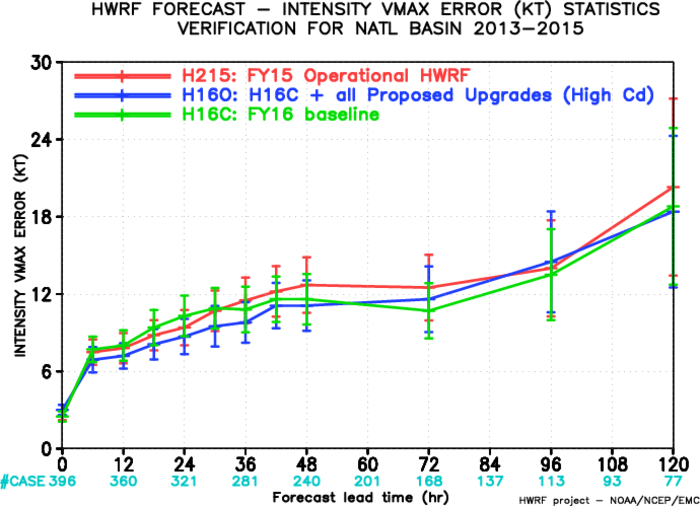 HWRF FORECAST – INTENSITY VMAX ERROR (KT) STATISTICS
VERIFICATION FOR NATL BASIN 2013–2015
H215: FY15 Operational HWRF
H16O: H16C + all Proposed Upgrades (High Cd)
H16C: FY16 baseline
INTENSITY VMAX ERROR (KT)
30
24
18
12
6
0
0 12 24 36 48 60 72 84 96 108 120
#CASE 396 360 321 281 240 201 168 137 113 93 77
Forecast lead time (hr)
HWRF project – NOAA/NCEP/EMC